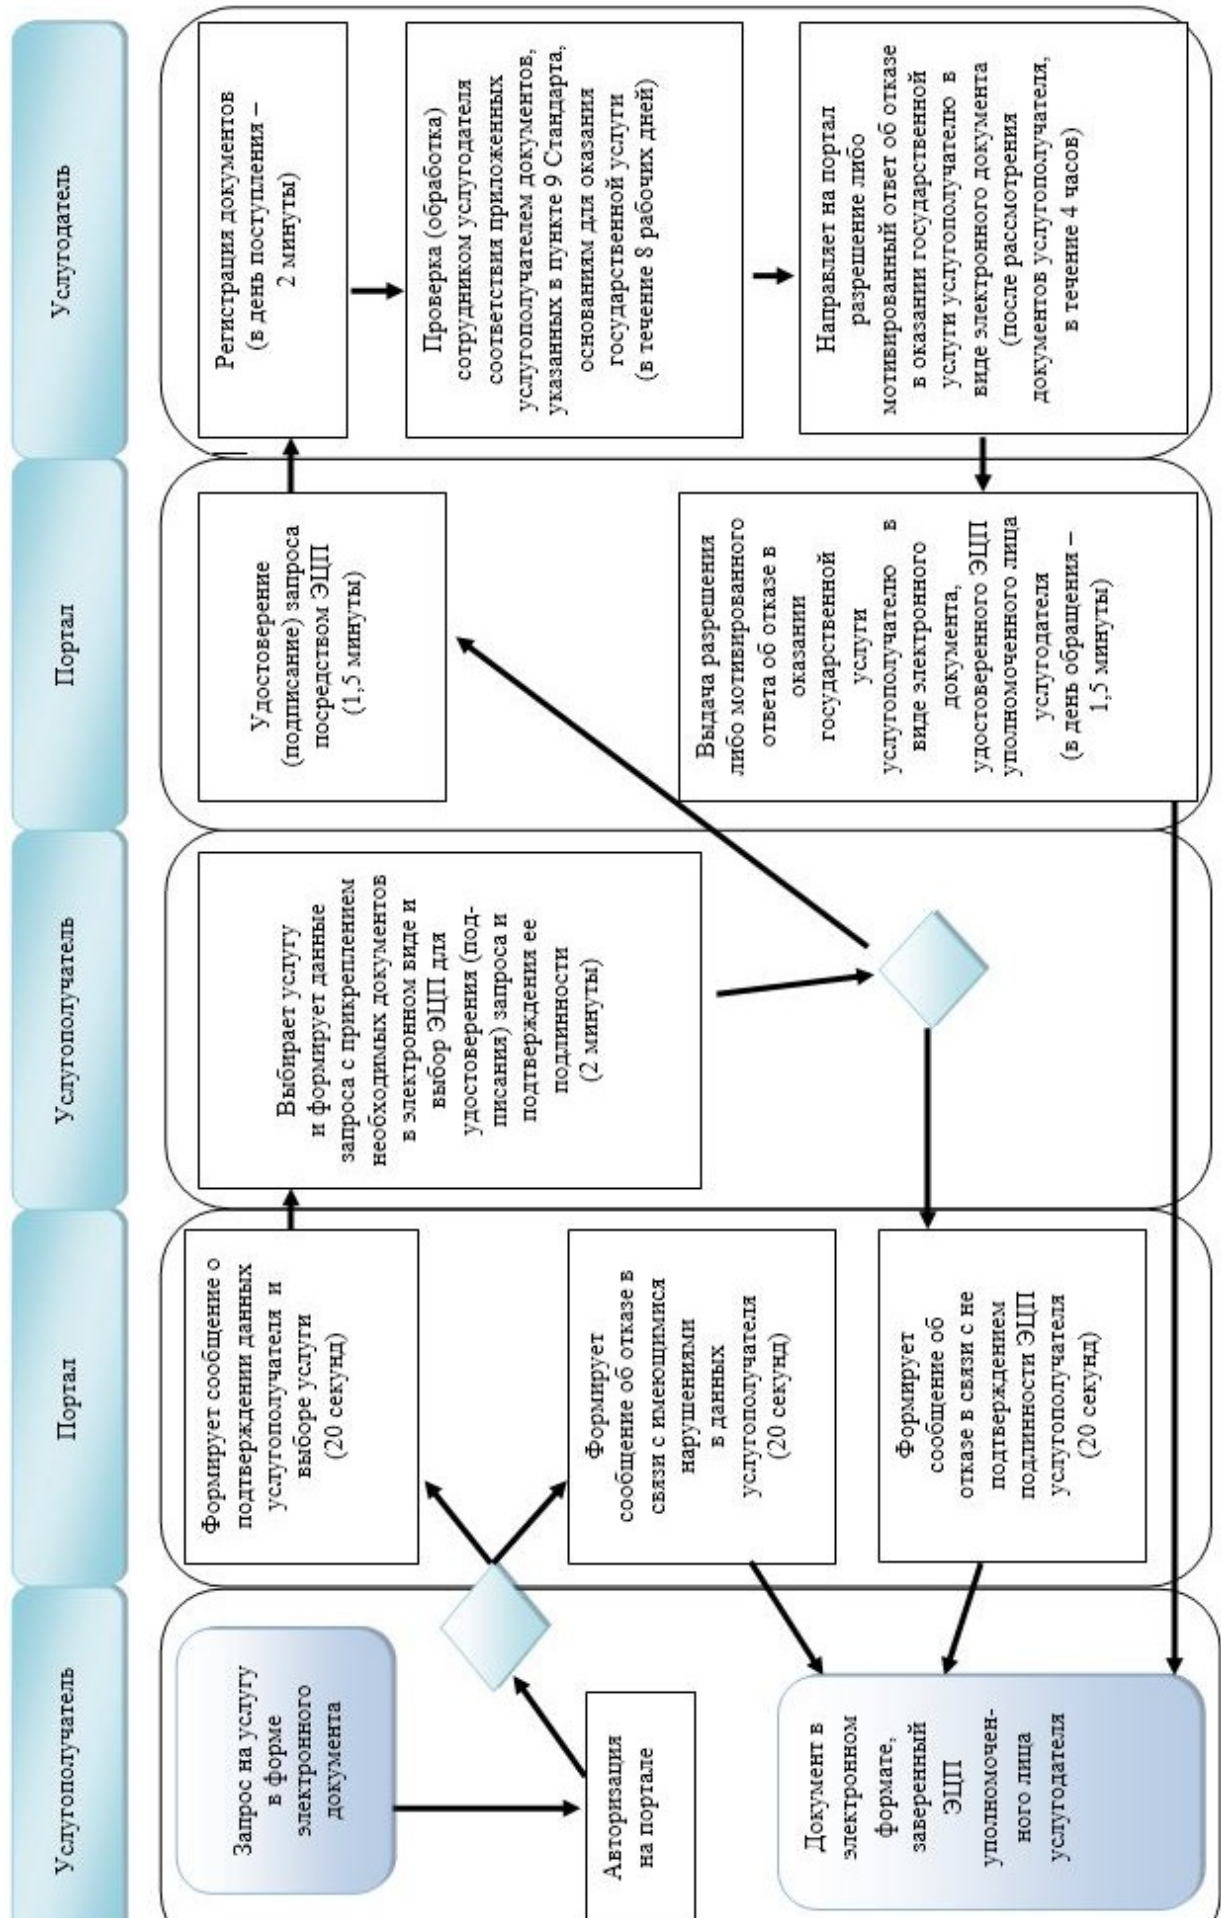 Услугополучатель
Портал
Услугополучатель
Портал
Услугодатель
Запрос на услугу
в форме
электронного
документа
Авторизация
на портале
Документ в
электронном
формате,
заверенный
ЭЦП
уполномочен-
ного лица
услугодателя
Формирует сообщение о
подтверждении данных
услугополучателя и
выборе услуги
(20 секунд)
Формирует
сообщение об отказе в
связи с имеющимися
нарушениями
в данных
услугополучателя
(20 секунд)
Формирует
сообщение об
отказе в связи с не
подтверждением
подлинности ЭЦП
услугополучателя
(20 секунд)
Выбирает услугу
и формирует данные
запроса с прикреплением
необходимых документов
в электронном виде и
выбор ЭЦП для
удостоверения (под-
писания) запроса и
подтверждения ее
подлинности
(2 минуты)
Удостоверение
(подписание) запроса
посредством ЭЦП
(1,5 минуты)
Выдача разрешения
либо мотивированного
ответа об отказе в
оказании
государственной
услуги
услугополучателю в
виде электронного
документа,
удостоверенного ЭЦП
уполномоченного лица
услугодателя
(в день обращения –
1,5 минуты)
Регистрация документов
(в день поступления –
2 минуты)
Проверка (обработка)
сотрудником услугодателя
соответствия приложенных
услугополучателем документов,
указанных в пункте 9 Стандарта,
основаниям для оказания
государственной услуги
(в течение 8 рабочих дней)
Направляет на портал
разрешение либо
мотивированный ответ об отказе
в оказании государственной
услуги услугополучателю в
виде электронного документа
(после рассмотрения
документов услугополучателя,
в течение 4 часов)